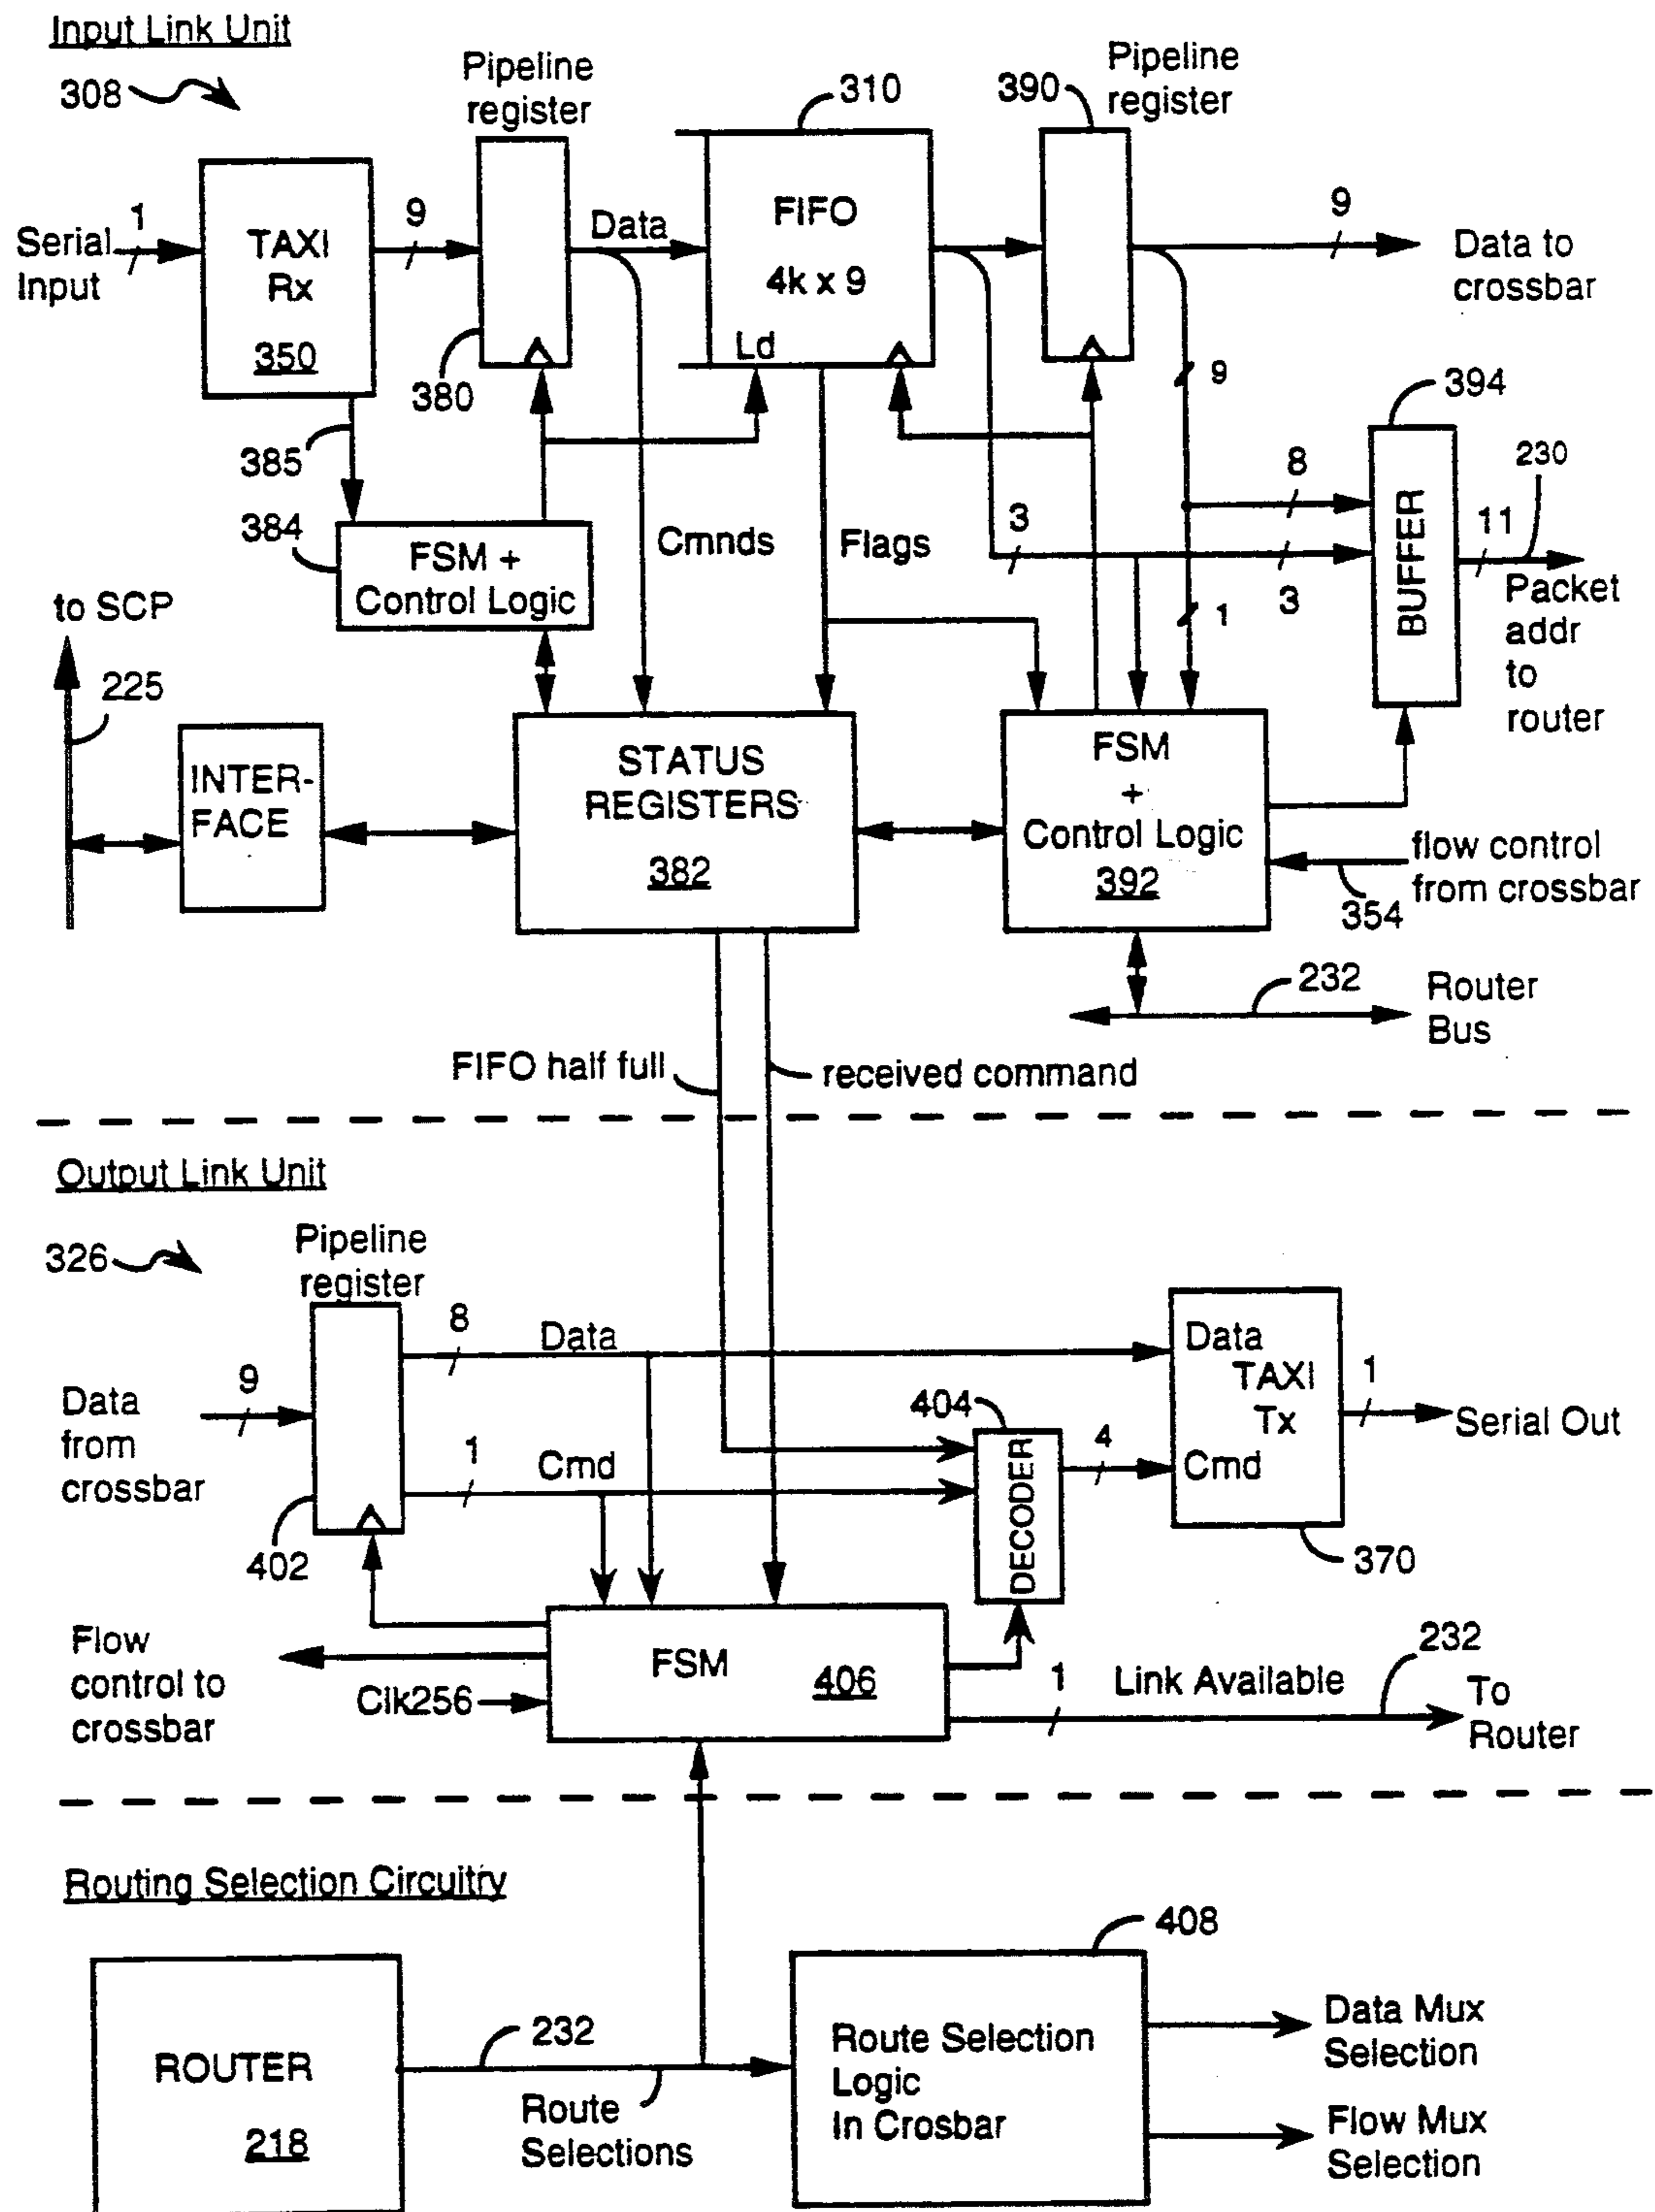 Input Link Unit
308
Pipeline
register
310
390
Pipeline
register
Serial
Input
1
TAXI
Rx
350
9
380
Data
FIFO
4k x 9
Ld
9
Data to
crossbar
9
394
385
384
FSM +
Control Logic
Cmnds
Flags
3
8
3
1
BUFFER
11
230
Packet
addr
to
router
to SCP
225
INTER-
FACE
STATUS
REGISTERS
382
FSM
+
Control Logic
392
flow control
from crossbar
354
232
Router
Bus
FIFO half full
received command
Output Link Unit
326
Pipeline
register
9
Data
from
crossbar
402
8
Data
1
Cmd
404
DECODER
4
Data
TAXI
Tx
Cmd
370
1
Serial Out
Flow
control to
crossbar
Clk256
FSM
406
1
Link Available
232
To
Router
Routing Selection Circuitry
ROUTER
218
232
Route
Selections
408
Route Selection
Logic
In Crosbar
Data Mux
Selection
Flow Mux
Selection